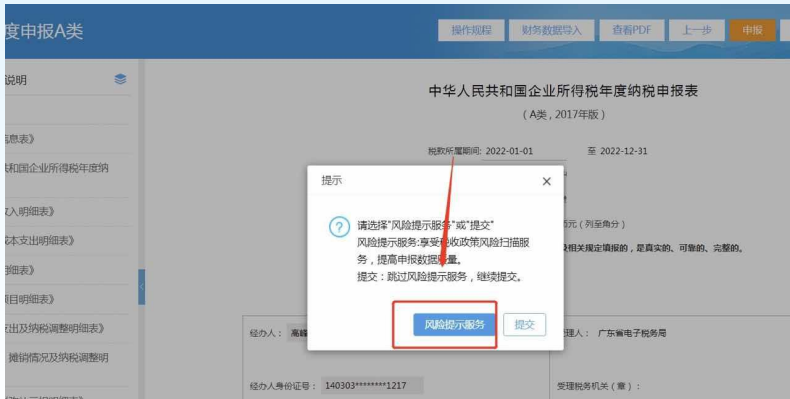 度申报A类
操作规程 财务数据导入 查看PDF 上一步 申报
说明
中华人民共和国企业所得税年度纳税申报表
（A类 , 2017年版）
信息表》
税款所属期间: 2022-01-01 至 2022-12-31
共和国企业所得税年度纳
提示
收入明细表》
请选择"风险提示服务"或"提交"
元（列至角分）
成本支出明细表》
风险提示服务:享受税收政策风险扫描服
及相关规定填报的，是真实的、可靠的、完整的。
务，提高申报数据质量。
明细表》
提交：跳过风险提示服务，继续提交。
项目明细表》
风险提示服务 提交
支出及纳税调整明细表》
经办人： 高峰
理人： 广东省电子税务局
摊销情况及纳税调整明
经办人身份证号： 140303********1217
受理税务机关（章）: